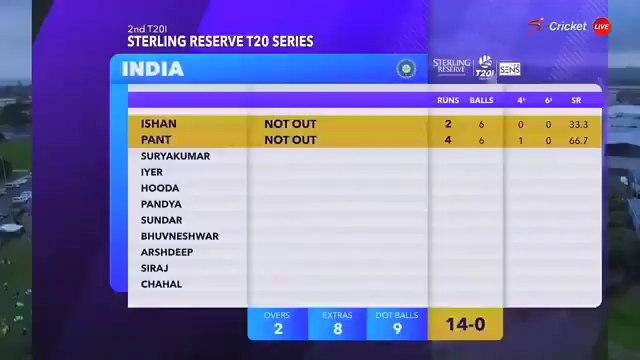 2nd T20I
STERLING RESERVE T20 SERIES
Cricket LIVE
INDIA
STERLING RESERVE T20I SENS
RUNS BALLS 4s 6s SR
ISHAN NOT OUT 2 6 0 0 33.3
PANT NOT OUT 4 6 1 0 66.7
SURYAKUMAR
IYER
HOODA
PANDYA
SUNDAR
BHUVNESHWAR
ARSHDEEP
SIRAJ
CHAHAL
OVERS EXTRAS DOT BALLS
2 8 9 14-0